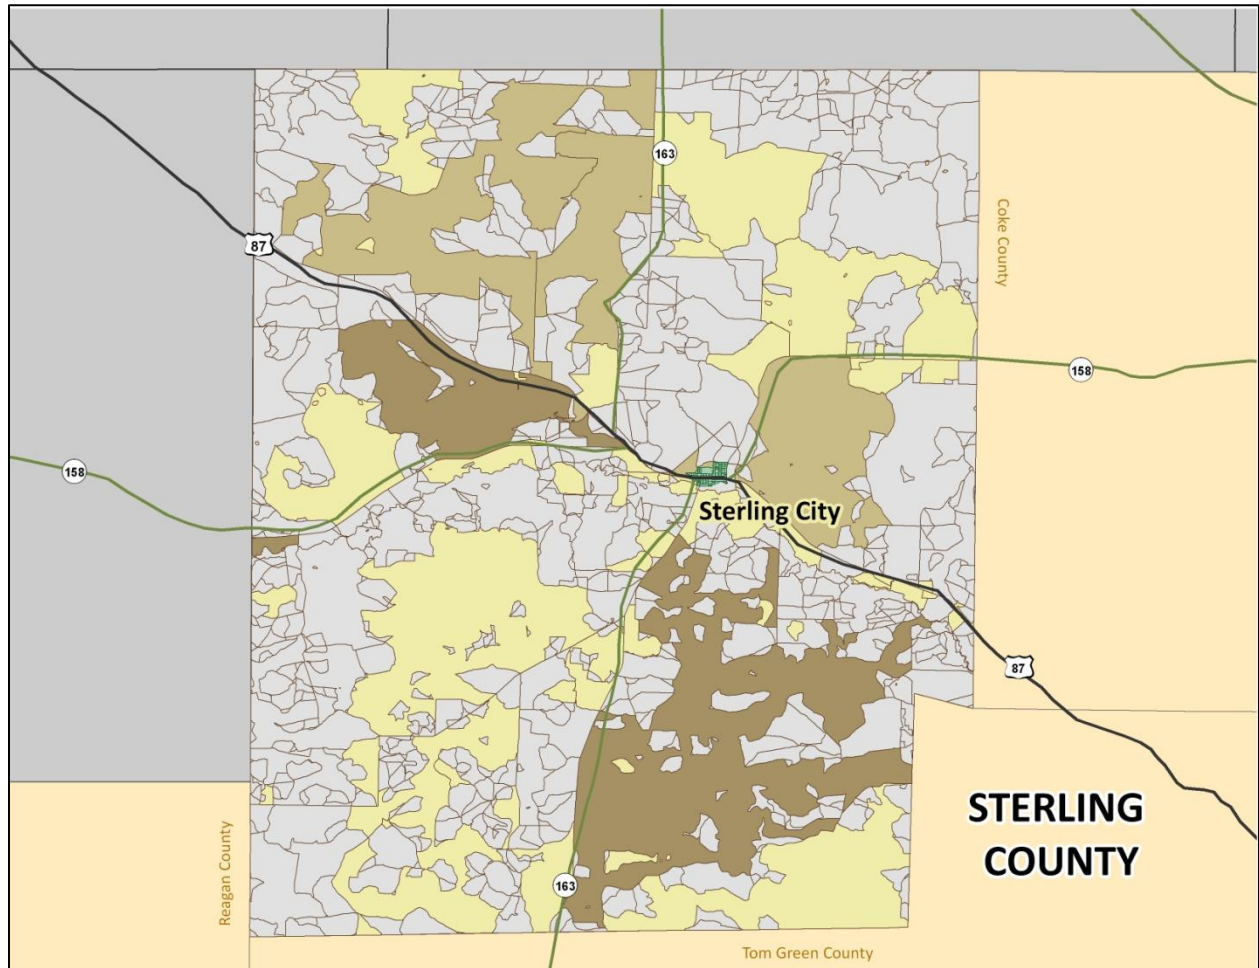 163
Coke County
87
158
158
Sterling City
87
STERLING
COUNTY
Reagan County
163
Tom Green County